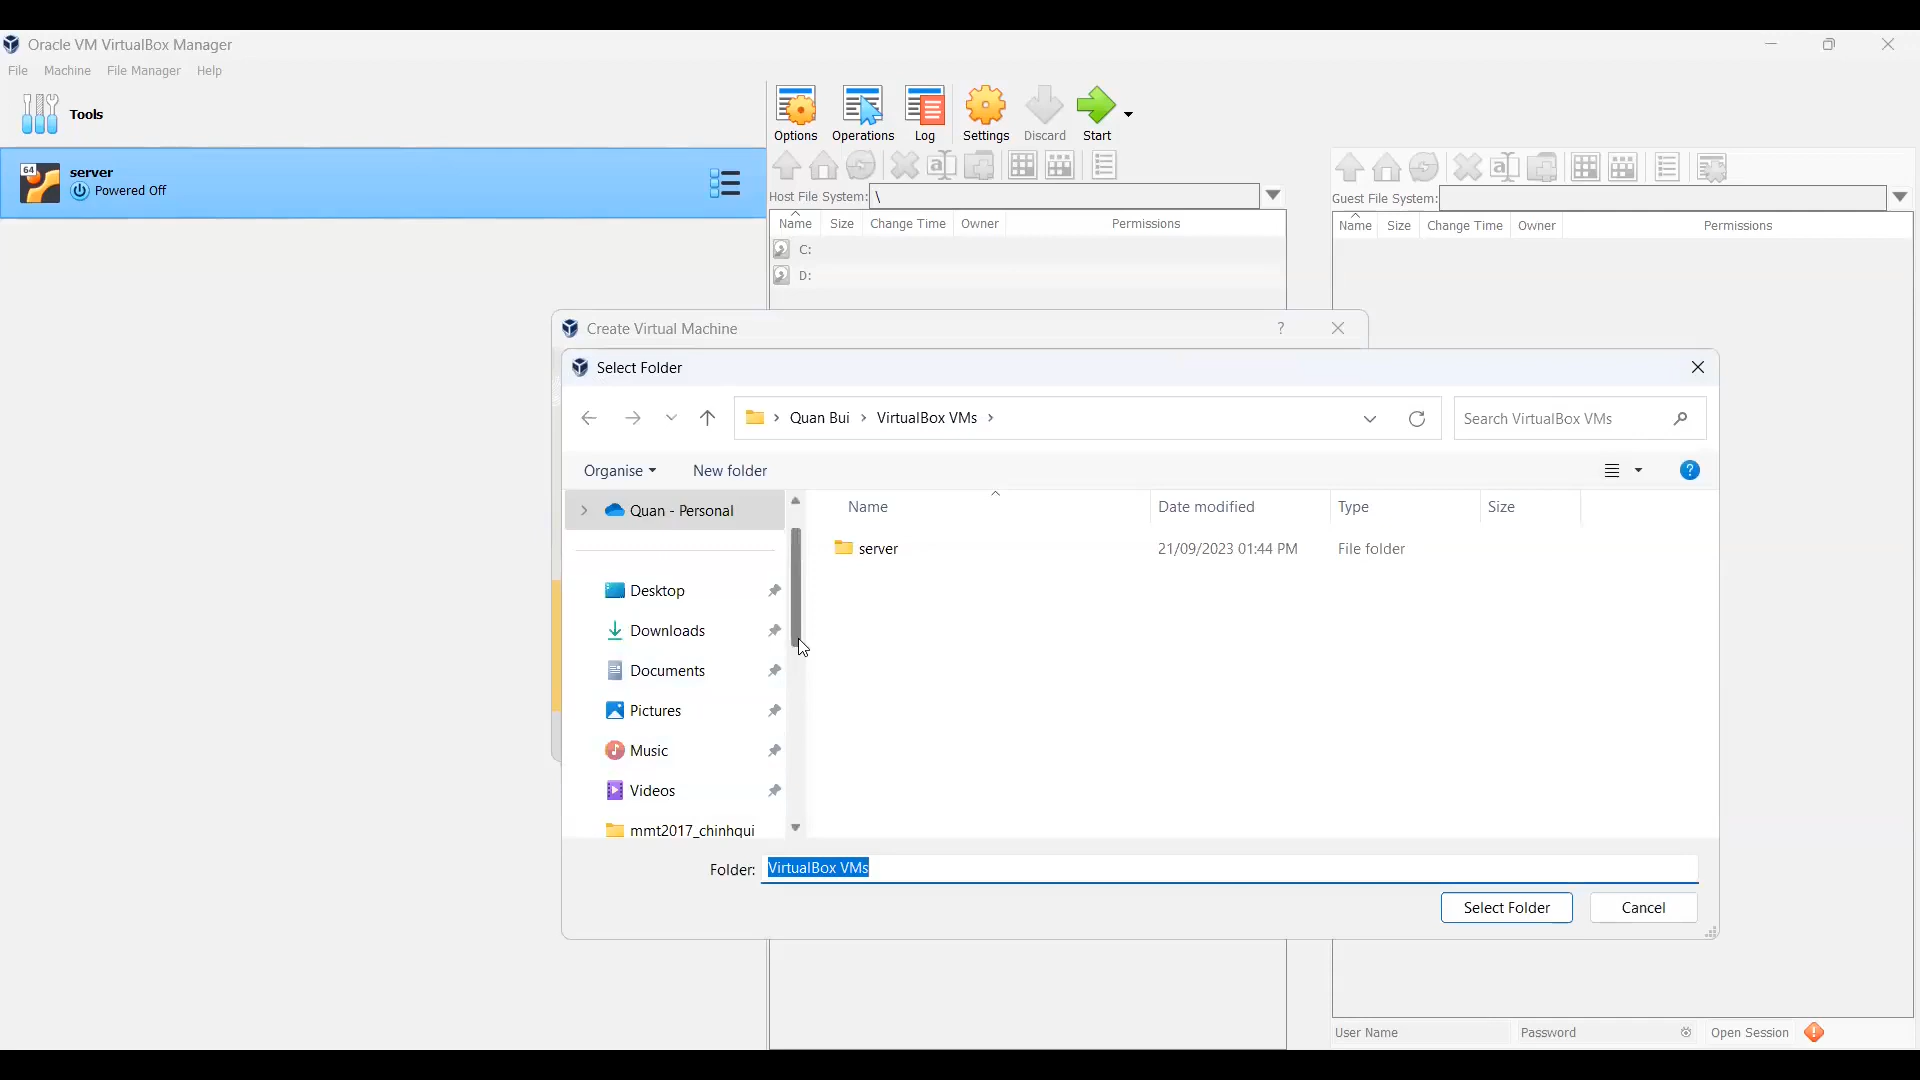 Oracle VM VirtualBox Manager
File Machine File Manager Help
Tools
Options Operations Log Settings Discard Start
64 server
Powered Off
Host File System: \
Guest File System:
Name Size Change Time Owner Permissions
Name Size Change Time Owner Permissions
C:
D:
Create Virtual Machine ?
Select Folder
Quan Bui > VirtualBox VMs >
Search VirtualBox VMs
Organise New folder ?
Quan - Personal
Name Date modified Type Size
server 21/09/2023 01:44 PM File folder
Desktop
Downloads
Documents
Pictures
Music
Videos
mmt2017_chinhqui
Folder: VirtualBox VMs
Select Folder Cancel
User Name Password Open Session